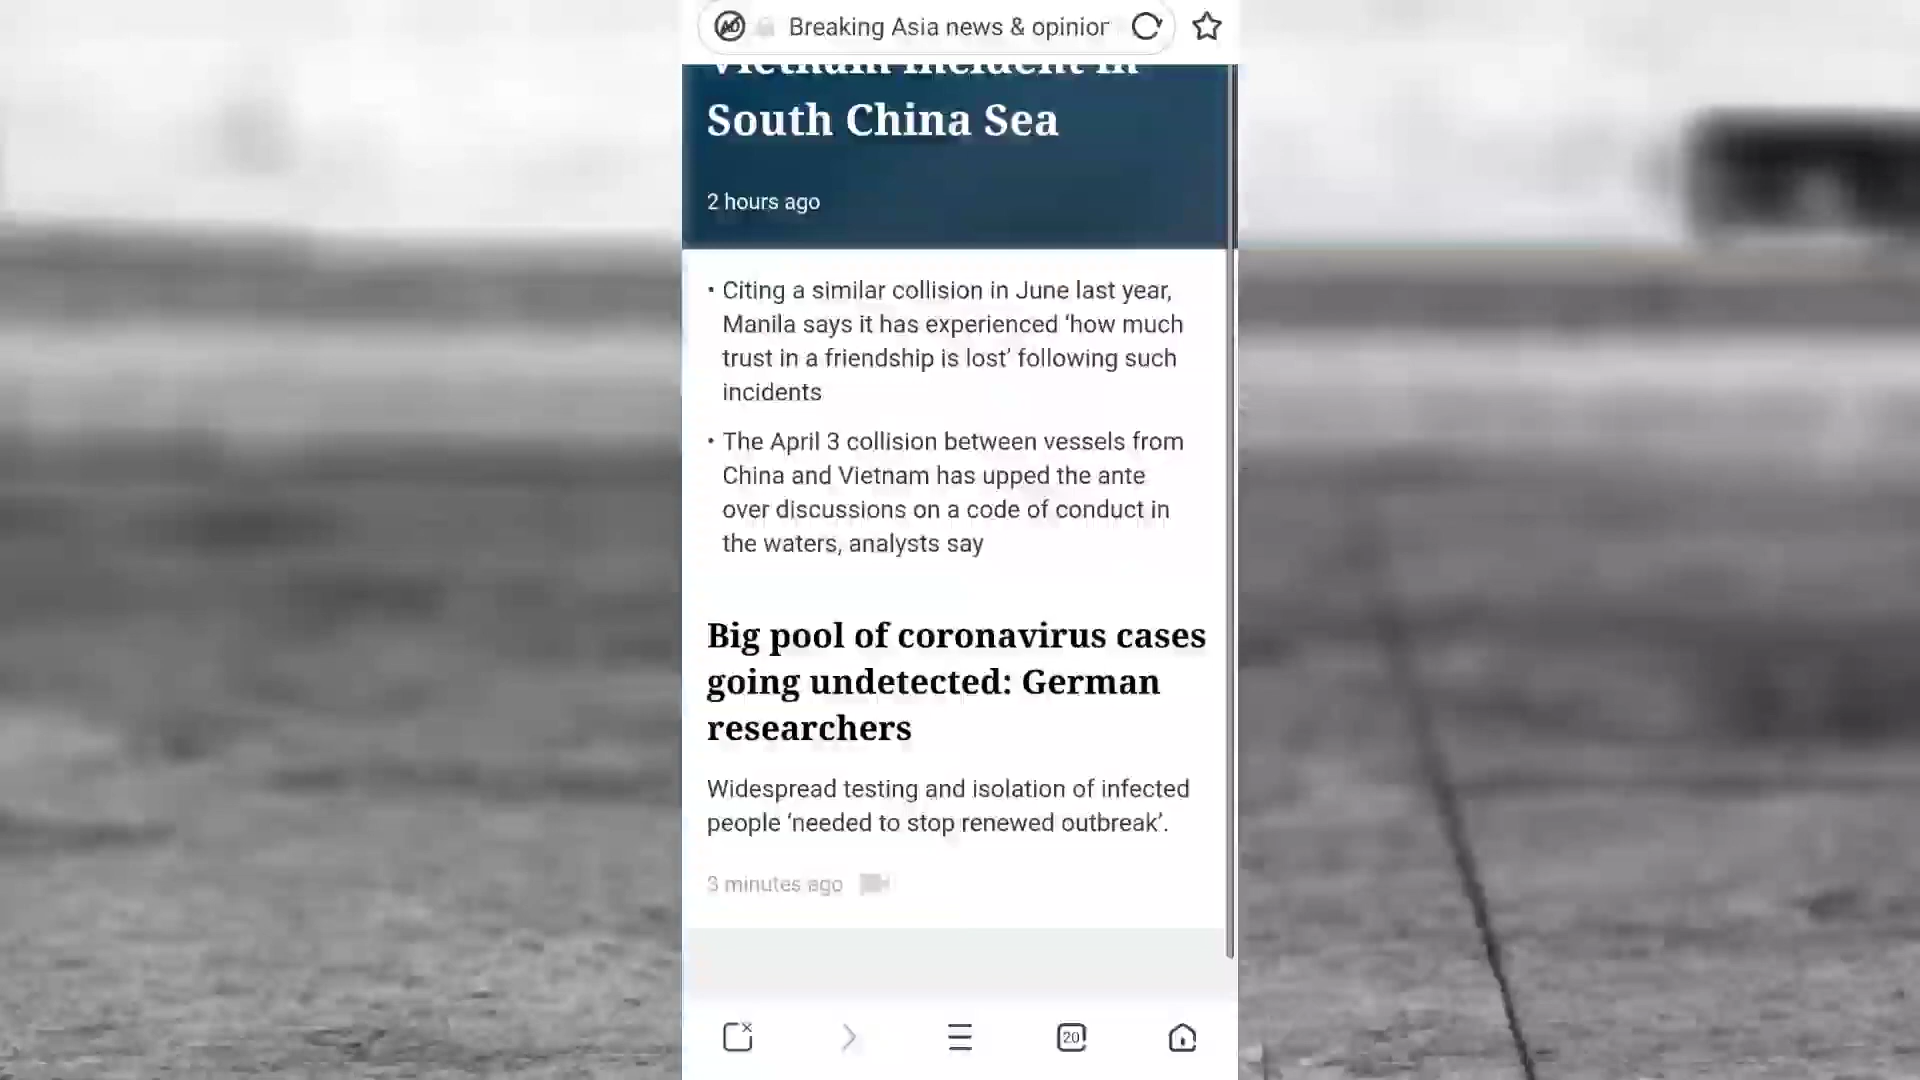 Breaking Asia news & opinion
Vietnam incident in
South China Sea
2 hours ago
• Citing a similar collision in June last year,
Manila says it has experienced ‘how much
trust in a friendship is lost’ following such
incidents
• The April 3 collision between vessels from
China and Vietnam has upped the ante
over discussions on a code of conduct in
the waters, analysts say
Big pool of coronavirus cases
going undetected: German
researchers
Widespread testing and isolation of infected
people ‘needed to stop renewed outbreak’.
3 minutes ago
20